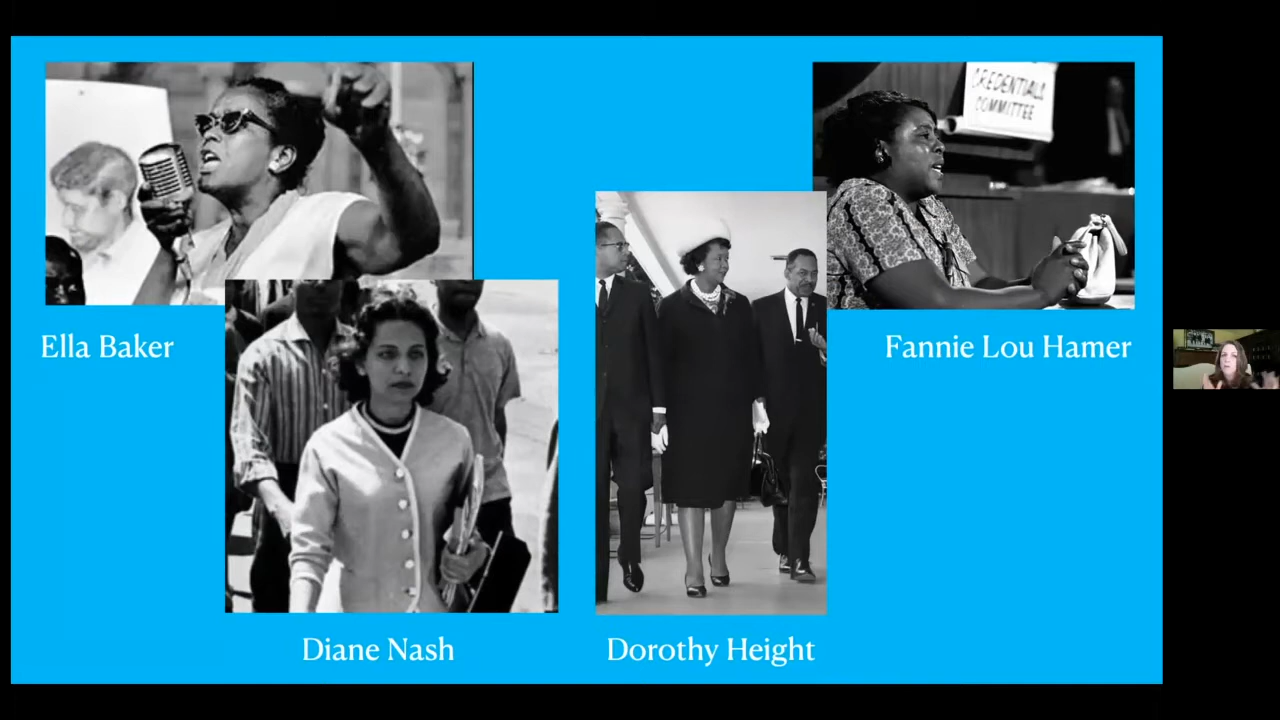 CREDENTIALS
COMMITTEE
Ella Baker
Fannie Lou Hamer
Diane Nash
Dorothy Height